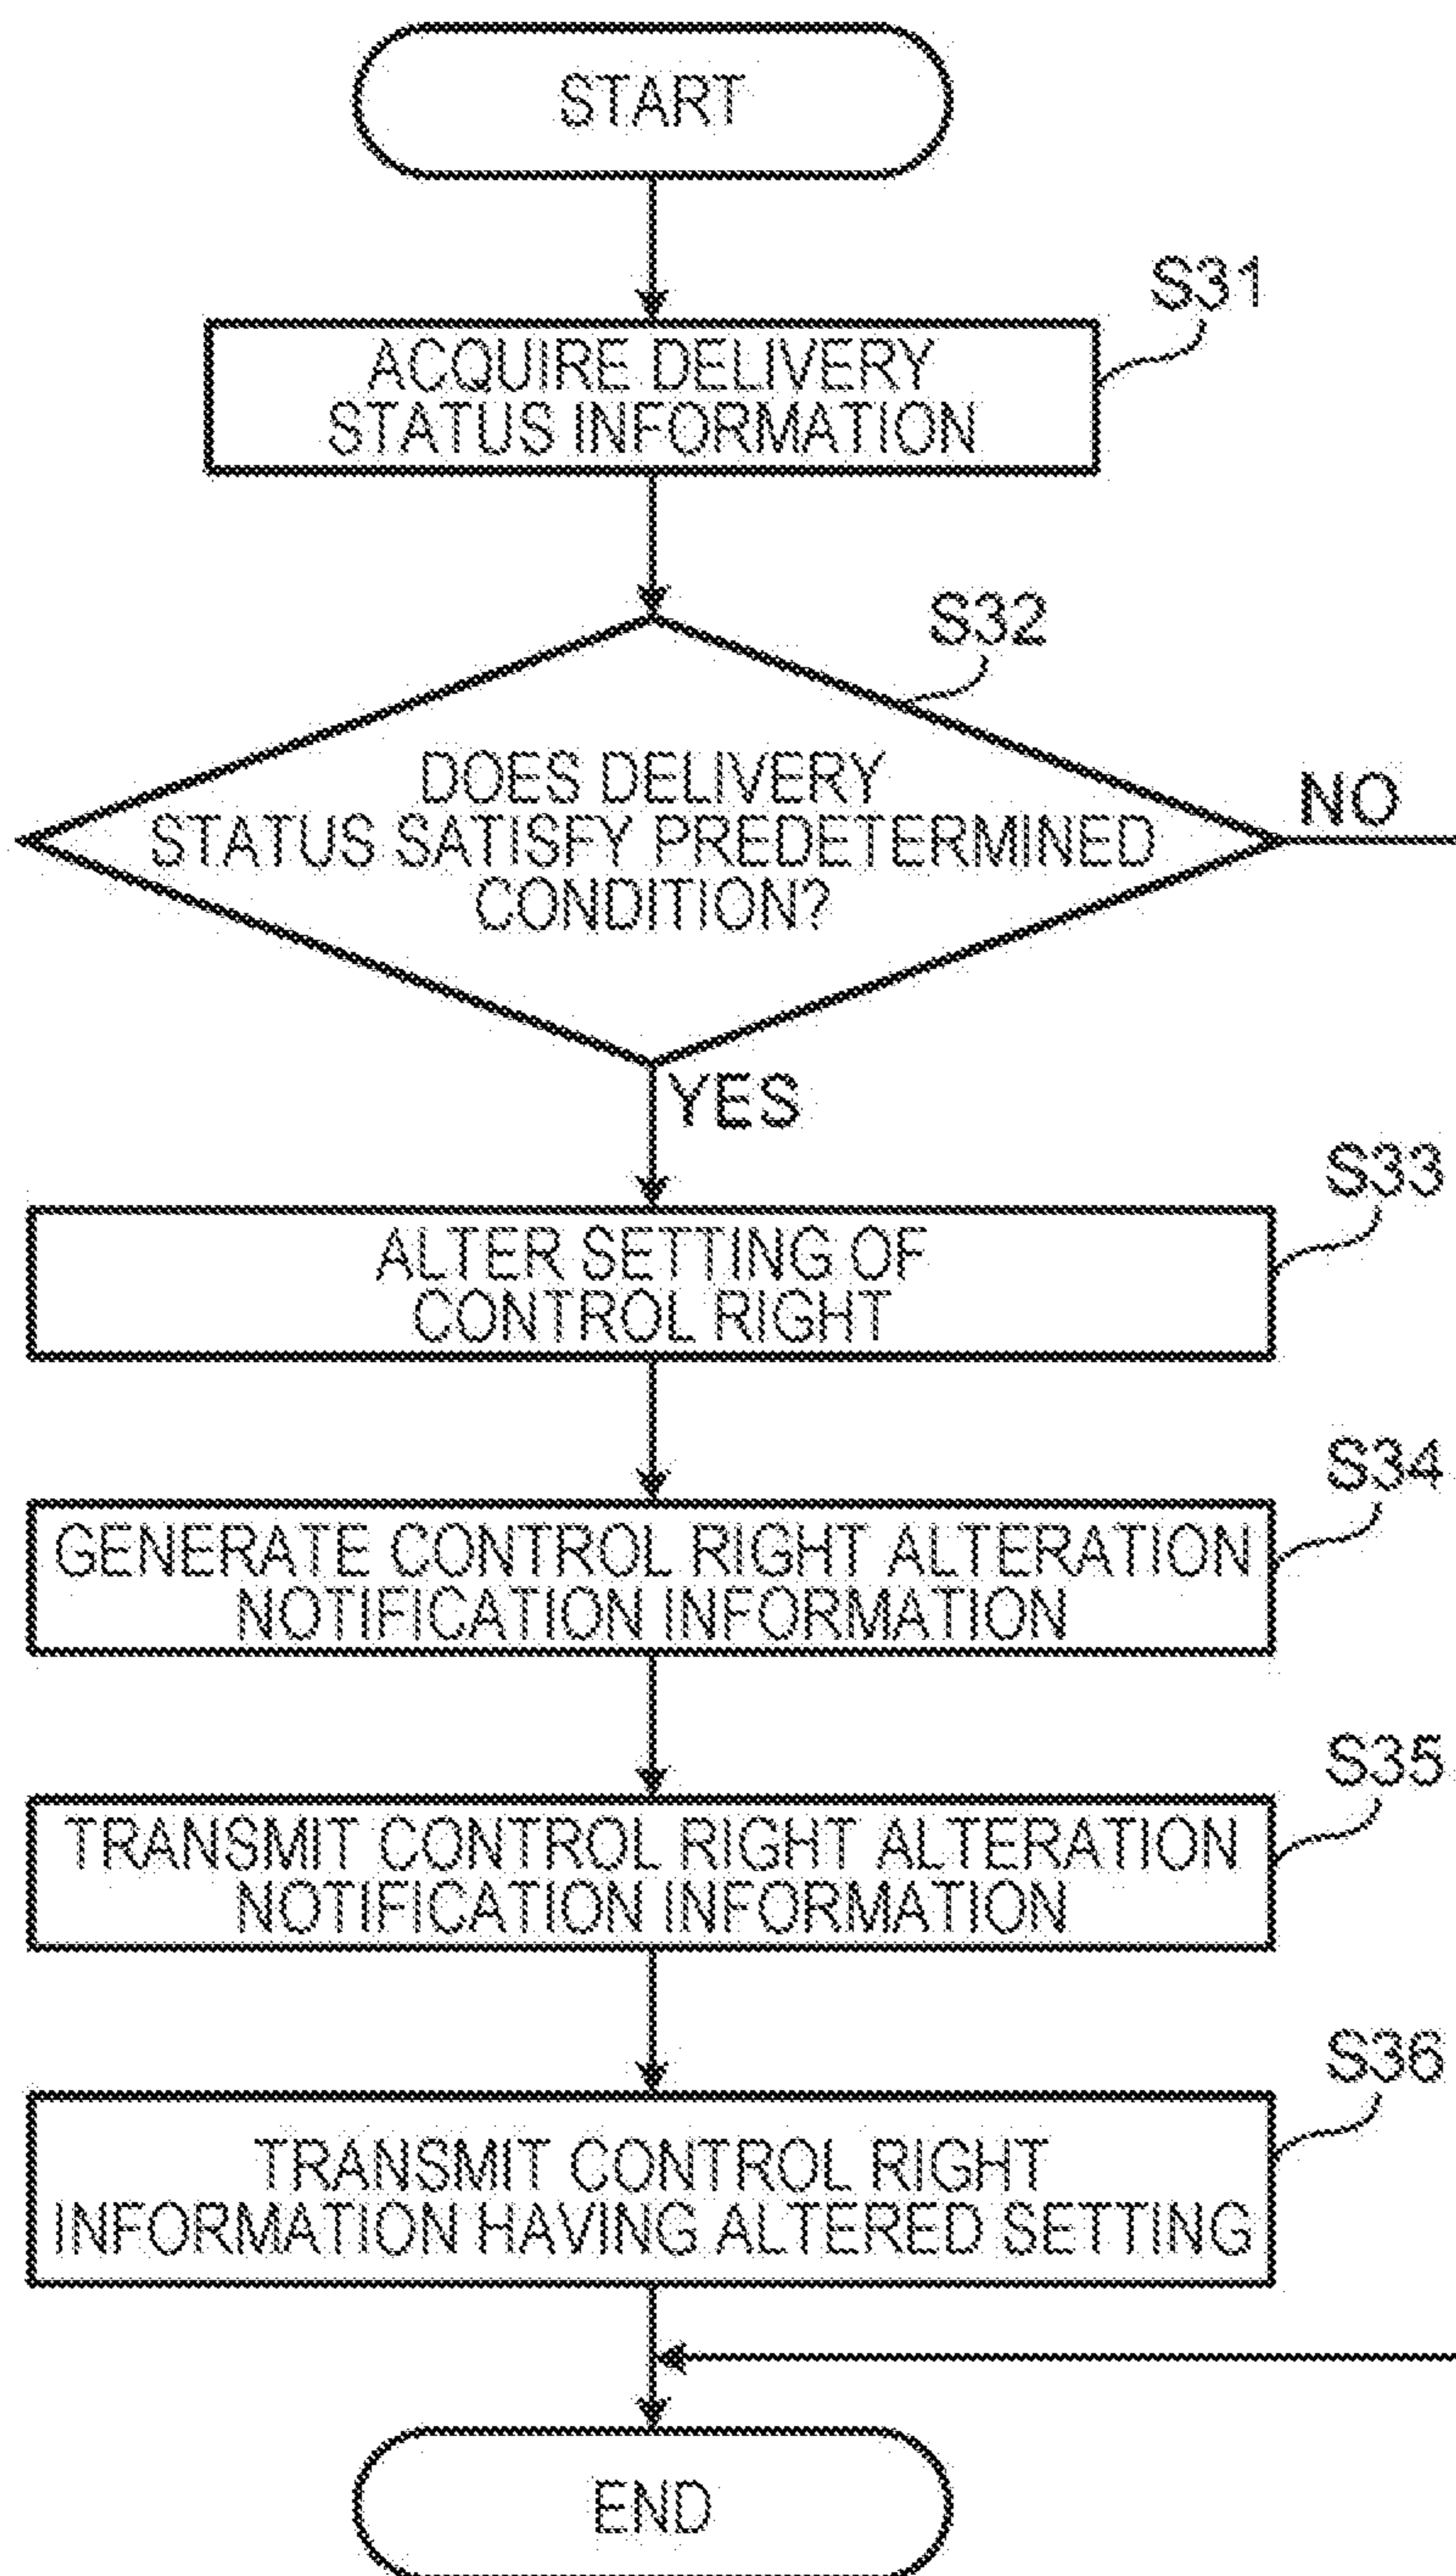 START
S31
ACQUIRE DELIVERY
STATUS INFORMATION
S32
DOES DELIVERY
STATUS SATISFY PREDETERMINED
CONDITION?
NO
YES
S33
ALTER SETTING OF
CONTROL RIGHT
S34
GENERATE CONTROL RIGHT ALTERATION
NOTIFICATION INFORMATION
S35
TRANSMIT CONTROL RIGHT ALTERATION
NOTIFICATION INFORMATION
S36
TRANSMIT CONTROL RIGHT
INFORMATION HAVING ALTERED SETTING
END